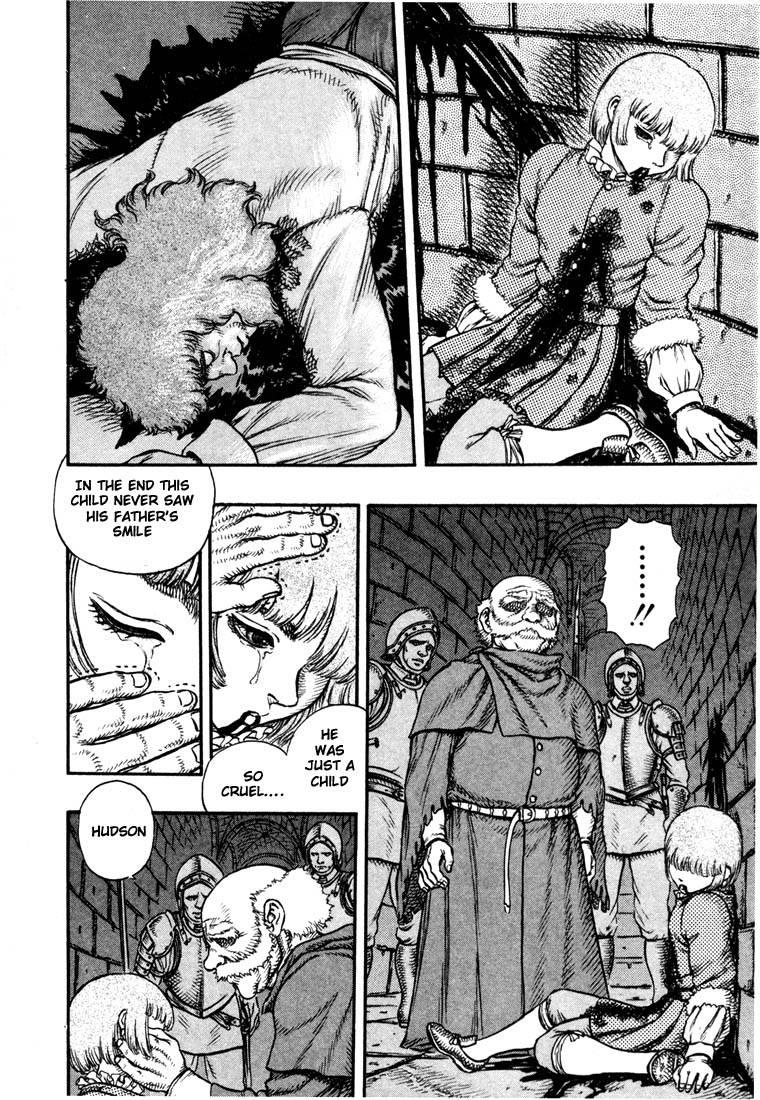 ......!!
HE
WAS
JUST A
CHILD
SO
CRUEL....
IN THE END THIS
CHILD NEVER SAW
HIS FATHER'S
SMILE
HUDSON